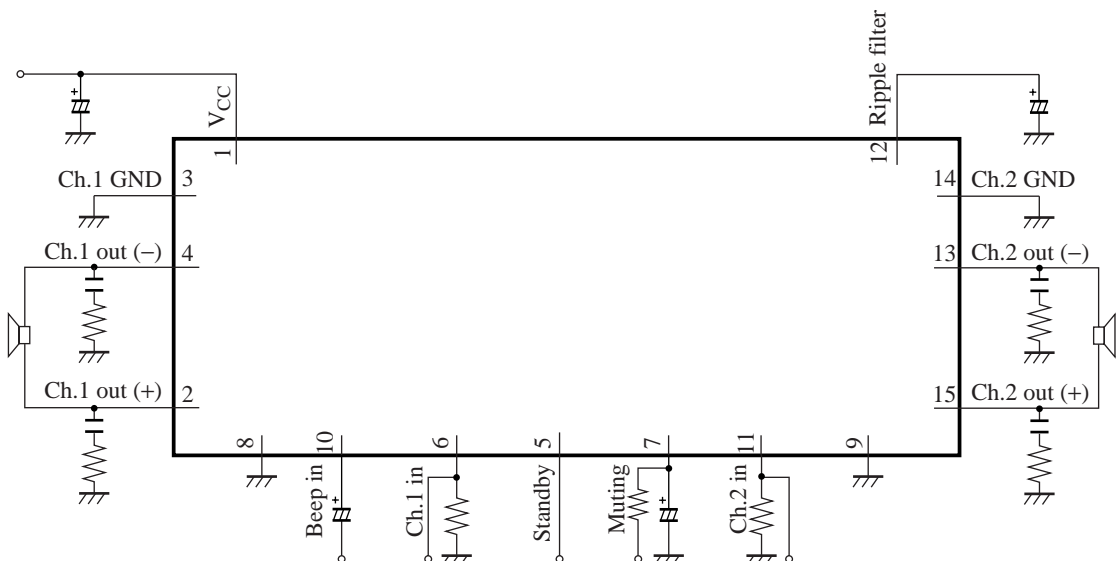 VCC
1
Ripple filter
12
Ch.1 GND
3
14
Ch.2 GND
Ch.1 out (−)
4
13
Ch.2 out (−)
Ch.1 out (+)
2
15
Ch.2 out (+)
8
10
6
5
7
11
9
Beep in
Ch.1 in
Standby
Muting
Ch.2 in
+
+
+
+